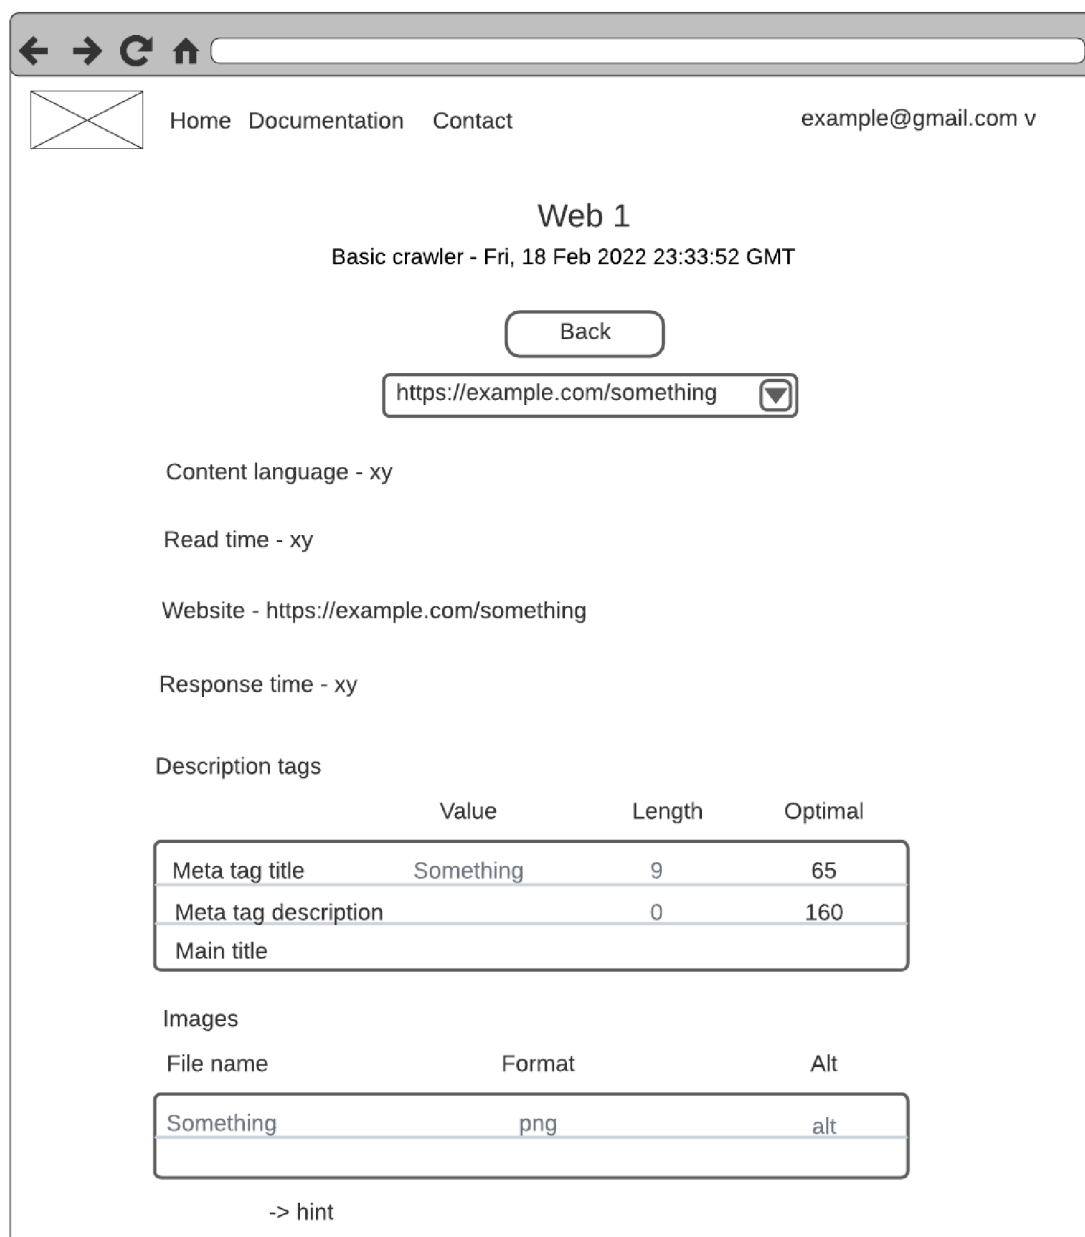 Home Documentation Contact example@gmail.com v
Web 1
Basic crawler - Fri, 18 Feb 2022 23:33:52 GMT
Back
https://example.com/something
Content language - xy
Read time - xy
Website - https://example.com/something
Response time - xy
Description tags
Value Length Optimal
Meta tag title Something 9 65
Meta tag description 0 160
Main title
Images
File name Format Alt
Something png alt
-> hint